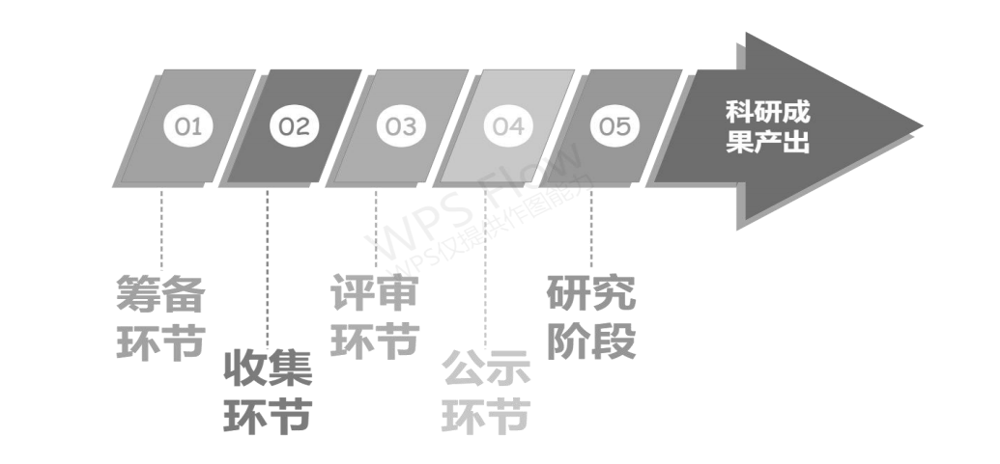 01
02
03
04
05
科研成
果产出
WPS Flow
WPS仅提供作图能力
筹备
环节
收集
环节
评审
环节
公示
环节
研究
阶段